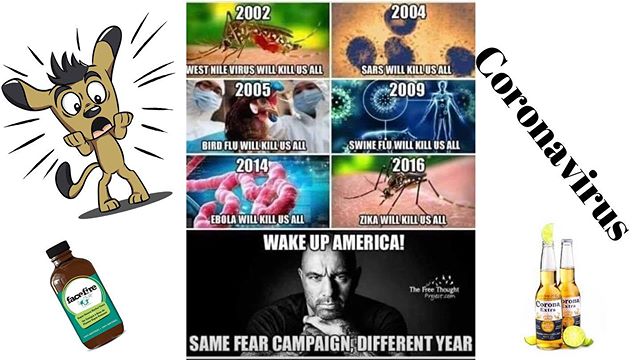 2002
WEST NILE VIRUS WILL KILL US ALL
2004
SARS WILL KILL US ALL
2005
BIRD FLU WILL KILL US ALL
2009
SWINE FLU WILL KILL US ALL
2014
EBOLA WILL KILL US ALL
2016
ZIKA WILL KILL US ALL
WAKE UP AMERICA!
The Free Thought
Project.com
SAME FEAR CAMPAIGN, DIFFERENT YEAR
Coronavirus
Corona
Extra
Corona
Extra